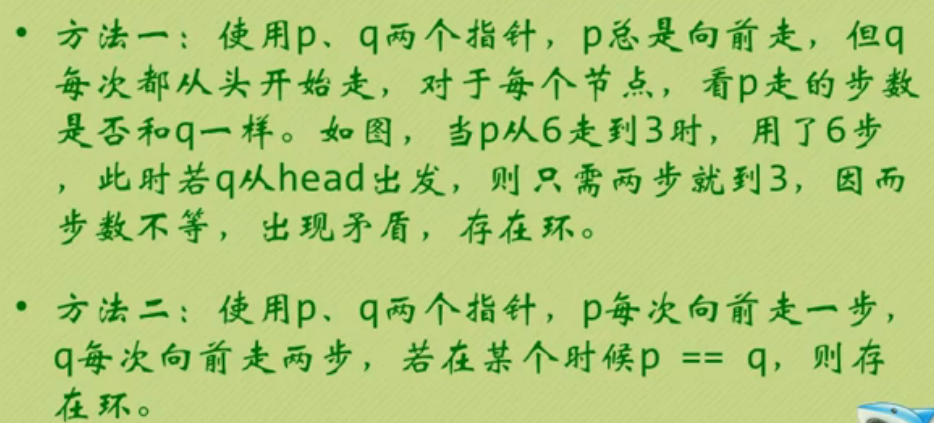 • 方法一：使用p、q两个指针，p总是向前走，但q
每次都从头开始走，对于每个节点，看p走的步数
是否和q一样。如图，当p从6走到3时，用了6步
，此时若q从head出发，则只需两步就到3，因而
步数不等，出现矛盾，存在环。
• 方法二：使用p、q两个指针，p每次向前走一步，
q每次向前走两步，若在某个时候p == q，则存
在环。